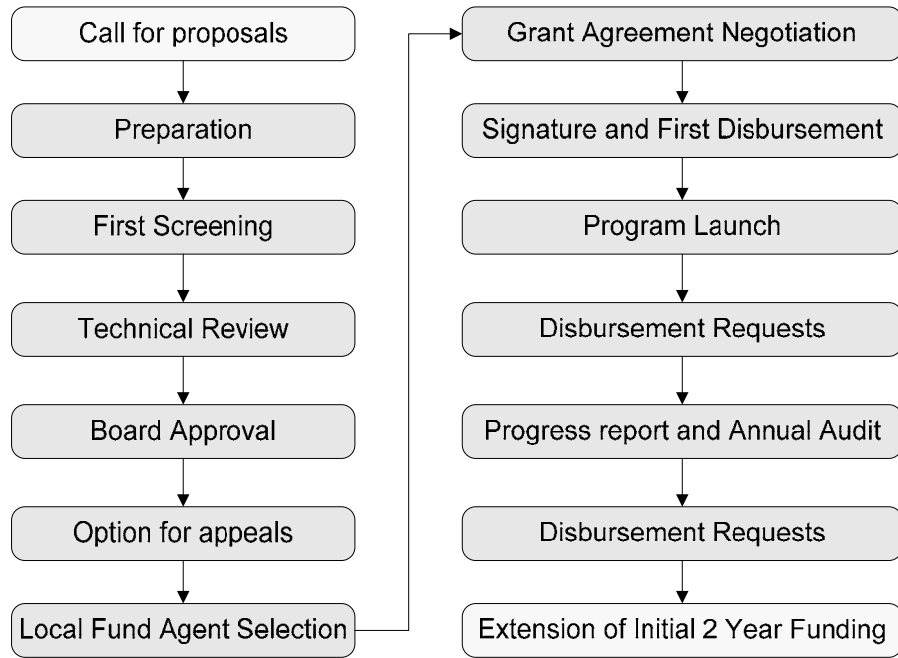 Call for proposals
Preparation
First Screening
Technical Review
Board Approval
Option for appeals
Local Fund Agent Selection
Grant Agreement Negotiation
Signature and First Disbursement
Program Launch
Disbursement Requests
Progress report and Annual Audit
Disbursement Requests
Extension of Initial 2 Year Funding